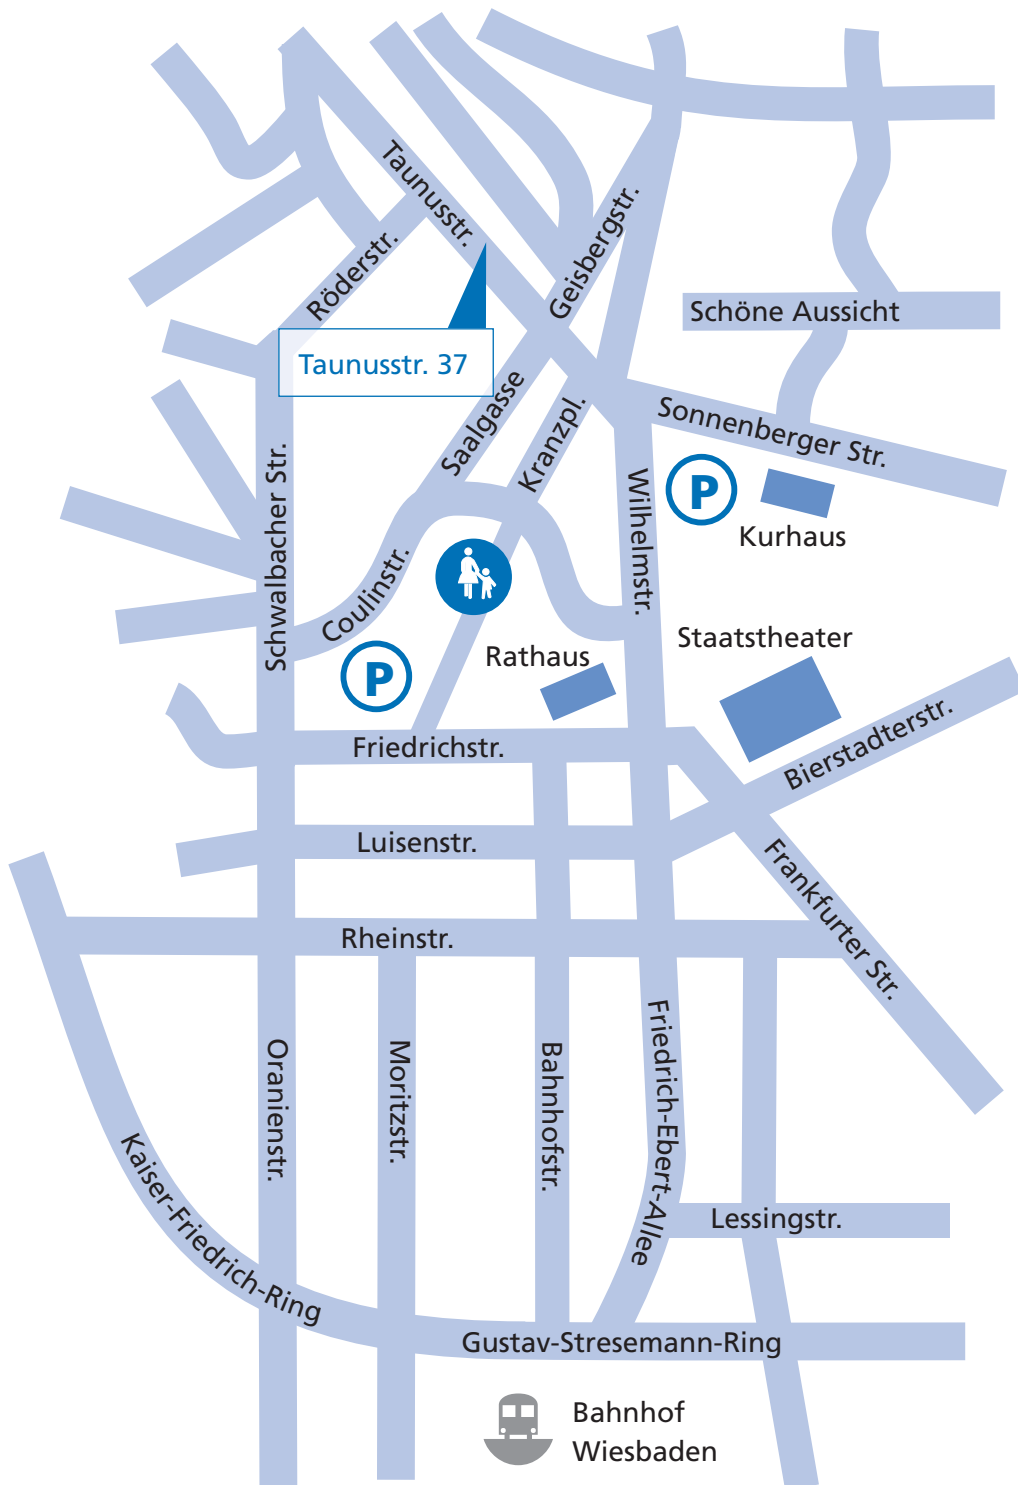 Taunusstr.
Geisbergstr.
Röderstr.
Schöne Aussicht
Taunusstr. 37
Saalgasse
Kranzpl.
Sonnenberger Str.
Schwalbacher Str.
Wilhelmstr.
P
Kurhaus
Coulinstr.
Staatstheater
Rathaus
P
Bierstadterstr.
Friedrichstr.
Luisenstr.
Frankfurter Str.
Rheinstr.
Oranienstr.
Moritzstr.
Bahnhofstr.
Friedrich-Ebert-Allee
Kaiser-Friedrich-Ring
Lessingstr.
Gustav-Stresemann-Ring
Bahnhof
Wiesbaden